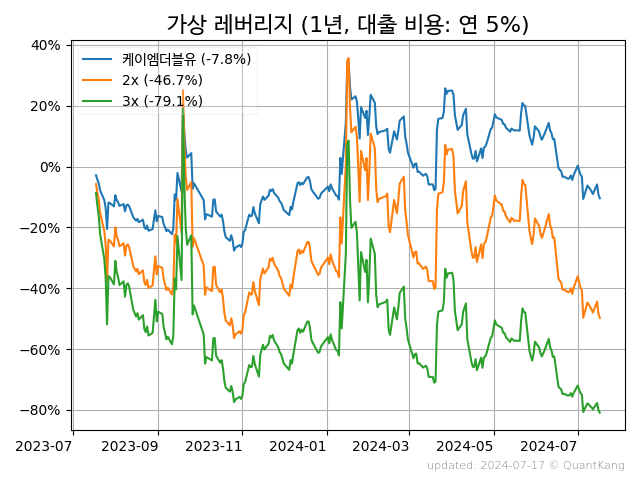 가상 레버리지 (1년, 대출 비용: 연 5%)
케이엠더블유 (-7.8%)
2x (-46.7%)
3x (-79.1%)
40%
20%
0%
−20%
−40%
−60%
−80%
2023-07 2023-09 2023-11 2024-01 2024-03 2024-05 2024-07
updated: 2024-07-17 © QuantKang